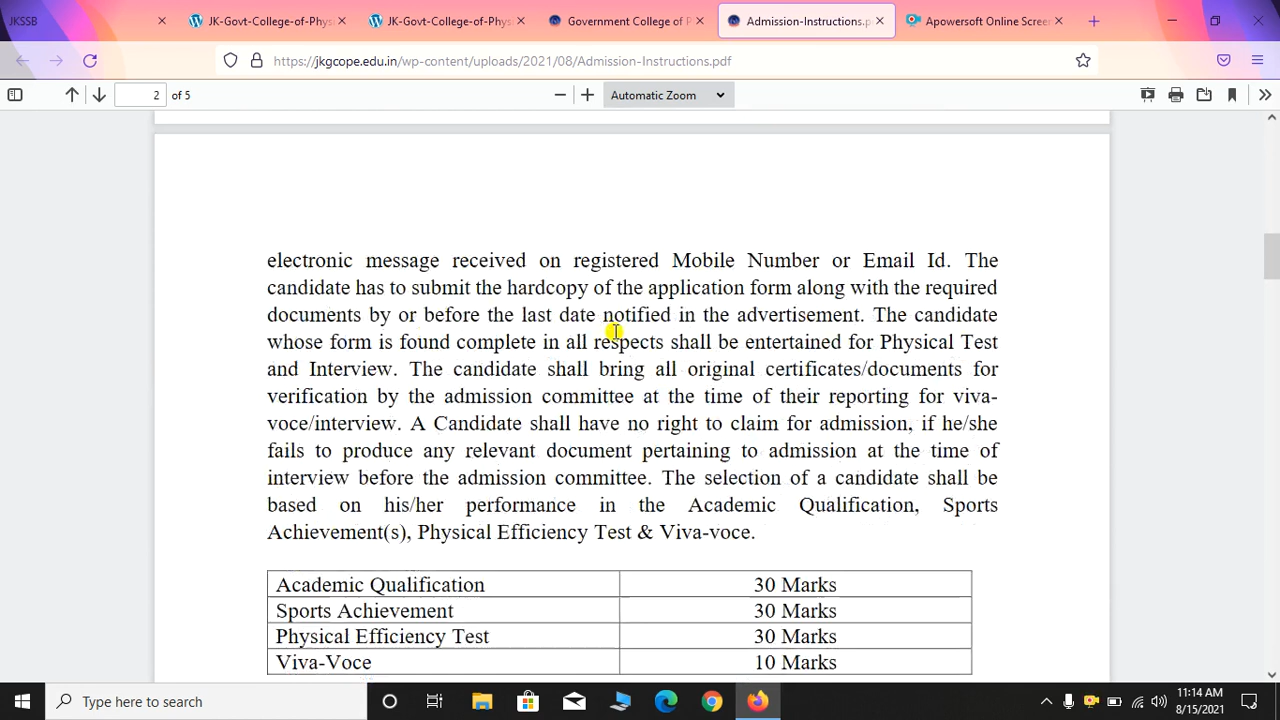 JKSSB
JK-Govt-College-of-Phys
JK-Govt-College-of-Phys
Government College of P
Admission-Instructions.p
Apowersoft Online Scree
https://jkgcope.edu.in/wp-content/uploads/2021/08/Admission-Instructions.pdf
2 of 5
Automatic Zoom
electronic message received on registered Mobile Number or Email Id. The
candidate has to submit the hardcopy of the application form along with the required
documents by or before the last date notified in the advertisement. The candidate
whose form is found complete in all respects shall be entertained for Physical Test
and Interview. The candidate shall bring all original certificates/documents for
verification by the admission committee at the time of their reporting for viva-
voce/interview. A Candidate shall have no right to claim for admission, if he/she
fails to produce any relevant document pertaining to admission at the time of
interview before the admission committee. The selection of a candidate shall be
based on his/her performance in the Academic Qualification, Sports
Achievement(s), Physical Efficiency Test & Viva-voce.
Academic Qualification 30 Marks
Sports Achievement 30 Marks
Physical Efficiency Test 30 Marks
Viva-Voce 10 Marks
Type here to search
11:14 AM
8/15/2021